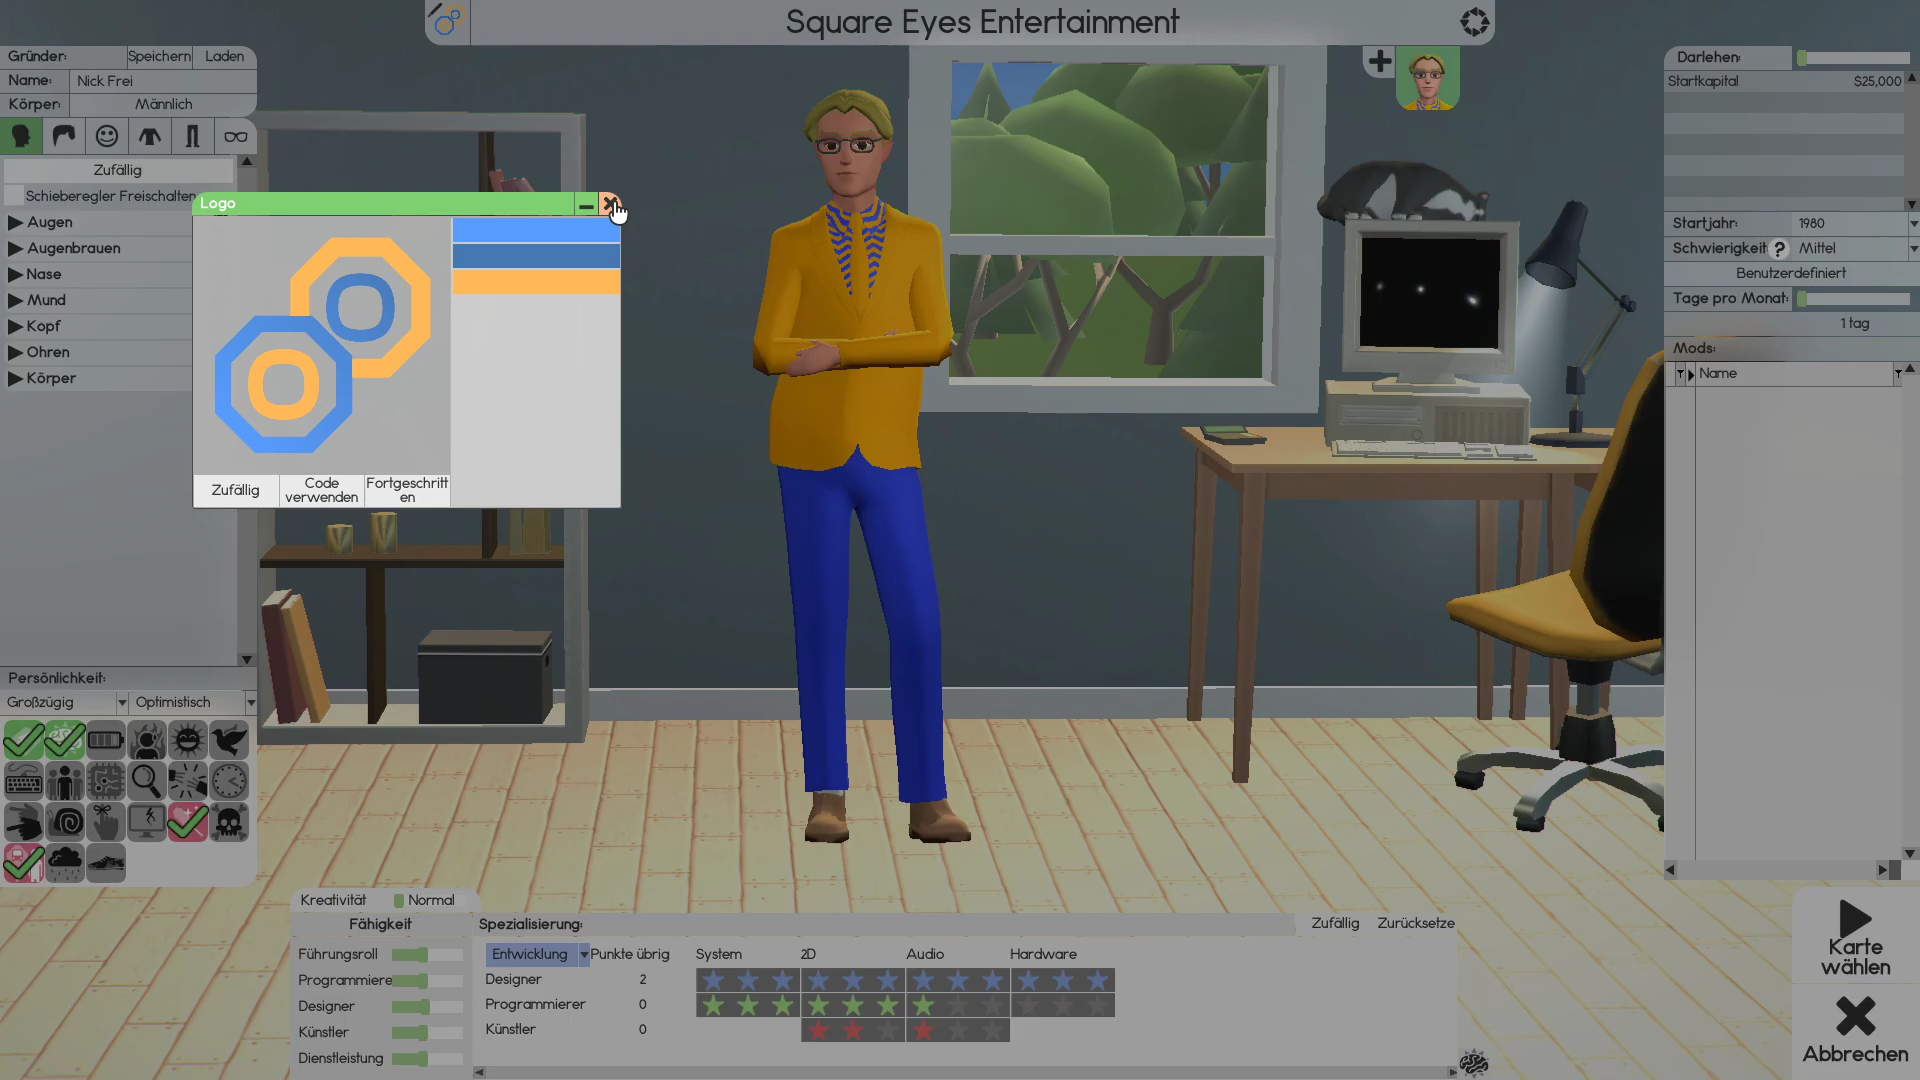 Square Eyes Entertainment
Gründer:
Speichern
Laden
Name:
Nick Frei
Körper:
Männlich
Zufällig
Schieberegler Freischalten
Augen
Augenbrauen
Nase
Mund
Kopf
Ohren
Körper
Logo
Zufällig
Code
verwenden
Fortgeschritt
en
Persönlichkeit:
Großzügig
Optimistisch
Kreativität
Normal
Fähigkeit
Führungsroll
Programmiere
Designer
Künstler
Dienstleistung
Spezialisierung:
Zufällig
Zurücksetze
Entwicklung
Punkte übrig
System
2D
Audio
Hardware
Designer
2
Programmierer
0
Künstler
0
Darlehen:
Startkapital
$25,000
Startjahr:
1980
Schwierigkeit
?
Mittel
Benutzerdefiniert
Tage pro Monat:
1 tag
Mods:
Name
Karte
wählen
Abbrechen